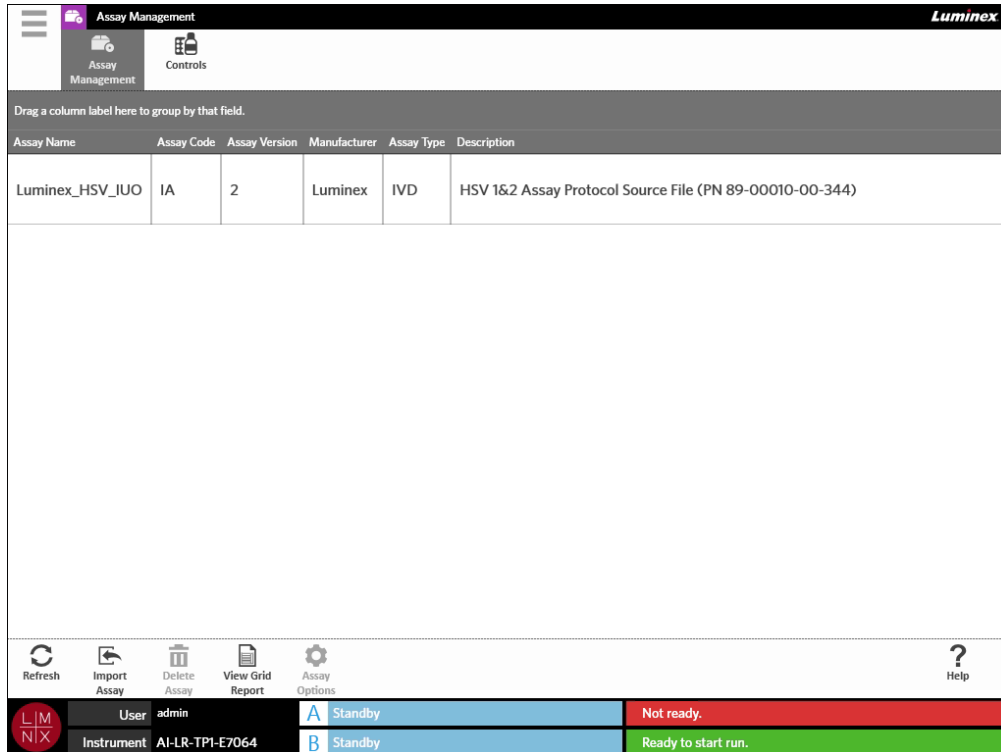 Assay Management
Luminex
Assay
Management
Controls
Drag a column label here to group by that field.
Assay Name Assay Code Assay Version Manufacturer Assay Type Description
Luminex_HSV_IUO IA 2 Luminex IVD HSV 1&2 Assay Protocol Source File (PN 89-00010-00-344)
Refresh
Import
Assay
Delete
Assay
View Grid
Report
Assay
Options
?
Help
L M
N X
User admin A Standby Not ready.
Instrument AI-LR-TP1-E7064 B Standby Ready to start run.